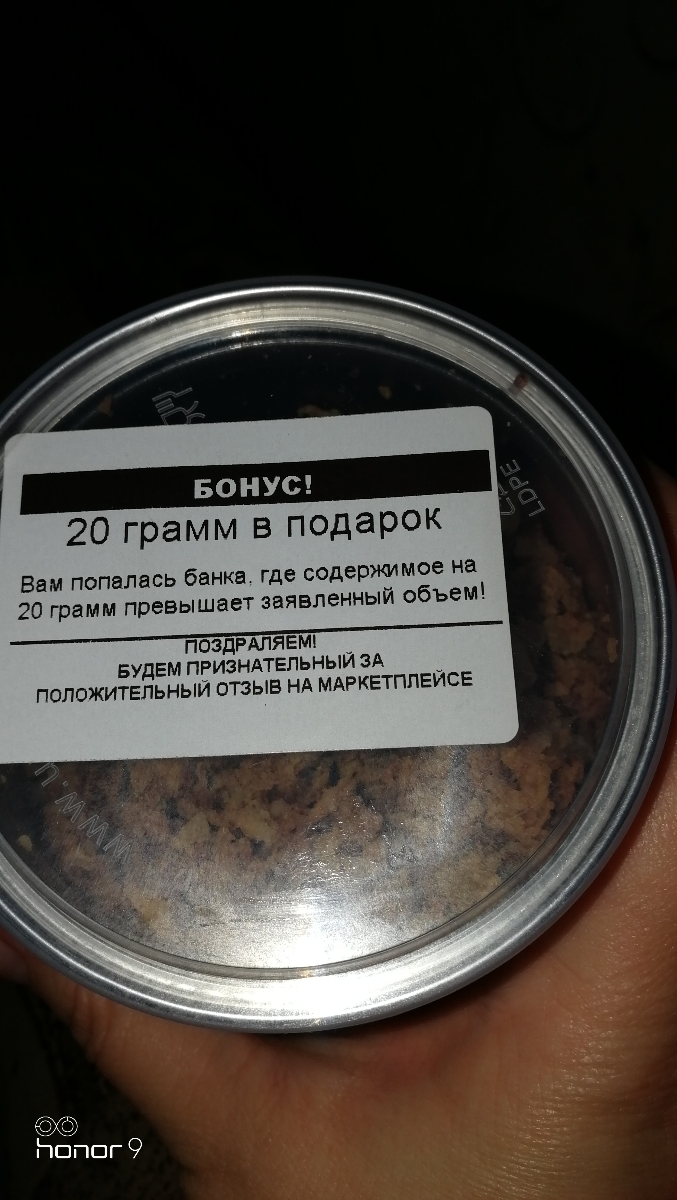 БОНУС!
20 грамм в подарок
Вам попалась банка, где содержимое на
20 грамм превышает заявленный объем!
ПОЗДРАЛЯЕМ!
БУДЕМ ПРИЗНАТЕЛЬНЫЙ ЗА
ПОЛОЖИТЕЛЬНЫЙ ОТЗЫВ НА МАРКЕТПЛЕЙСЕ
LDPE
www.u
honor 9